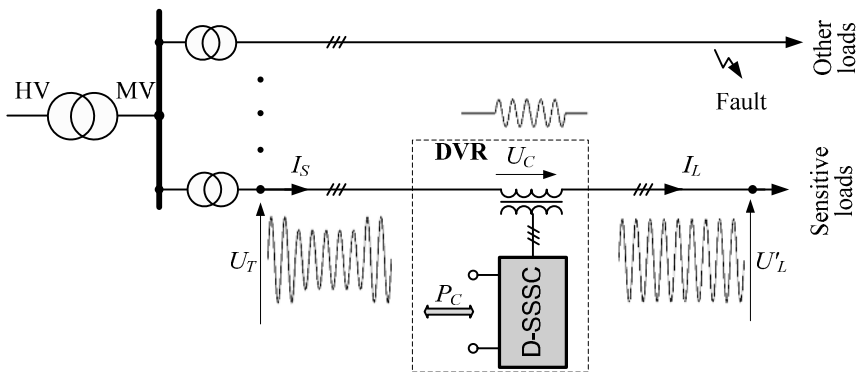 HV
MV
Other
loads
Fault
DVR
U_C
I_S
I_L
Sensitive
loads
U_T
P_C
D-SSSC
U'_L